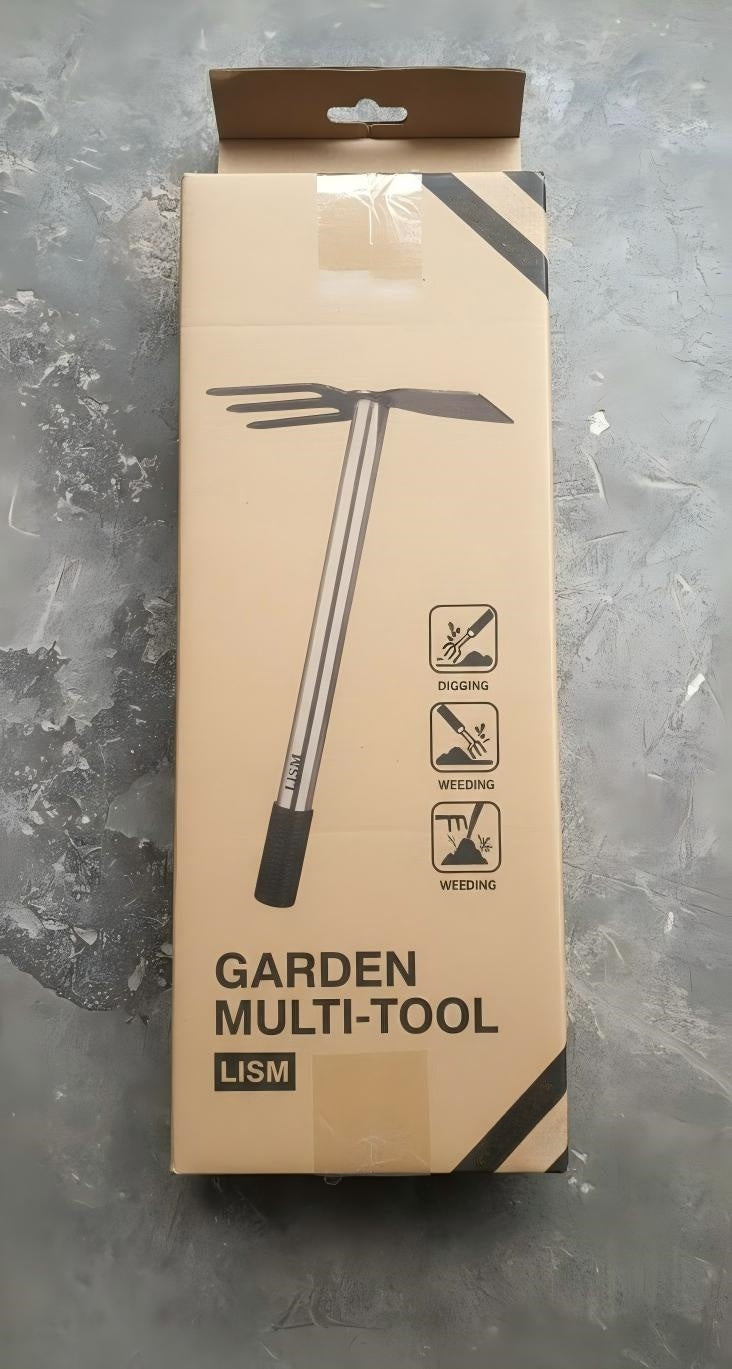 LISM
DIGGING
WEEDING
WEEDING
GARDEN
MULTI-TOOL
LISM